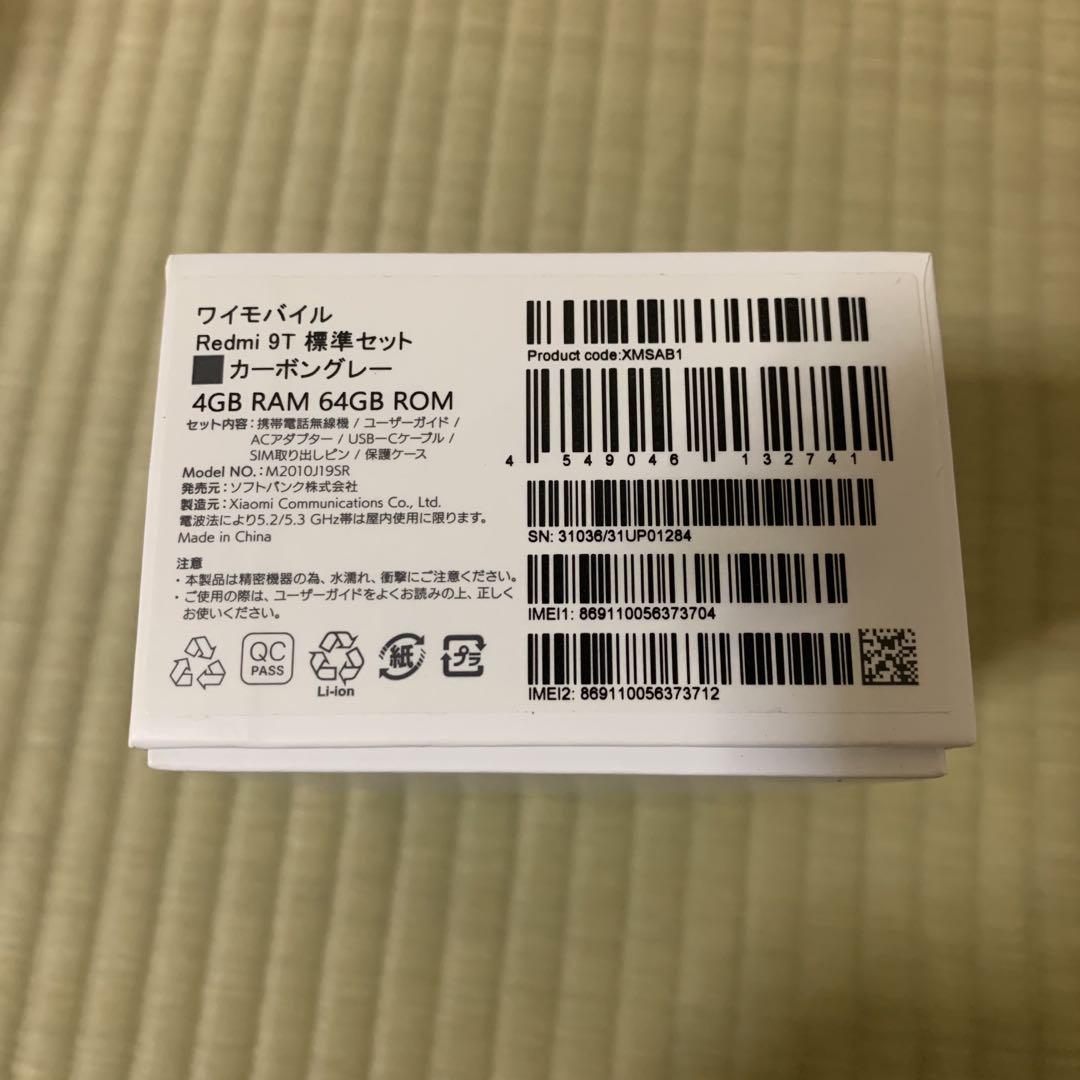 ワイモバイル
Redmi 9T 標準セット
カーボングレー
4GB RAM 64GB ROM
セット内容：携帯電話無線機 / ユーザーガイド /
ACアダプター / USB-Cケーブル /
SIM取り出しピン / 保護ケース
Model NO.：M2010J19SR
発売元：ソフトバンク株式会社
製造元：Xiaomi Communications Co., Ltd.
電波法により5.2/5.3 GHz帯は屋内使用に限ります。
Made in China
注意
・本製品は精密機器の為、水濡れ、衝撃にご注意ください。
・ご使用の際は、ユーザーガイドをよくお読みの上、正しく
お使いください。
QC
PASS
Li-ion
紙
プラ
Product code:XMSAB1
4 549046 132741
SN: 31036/31UP01284
IMEI1: 869110056373704
IMEI2: 869110056373712